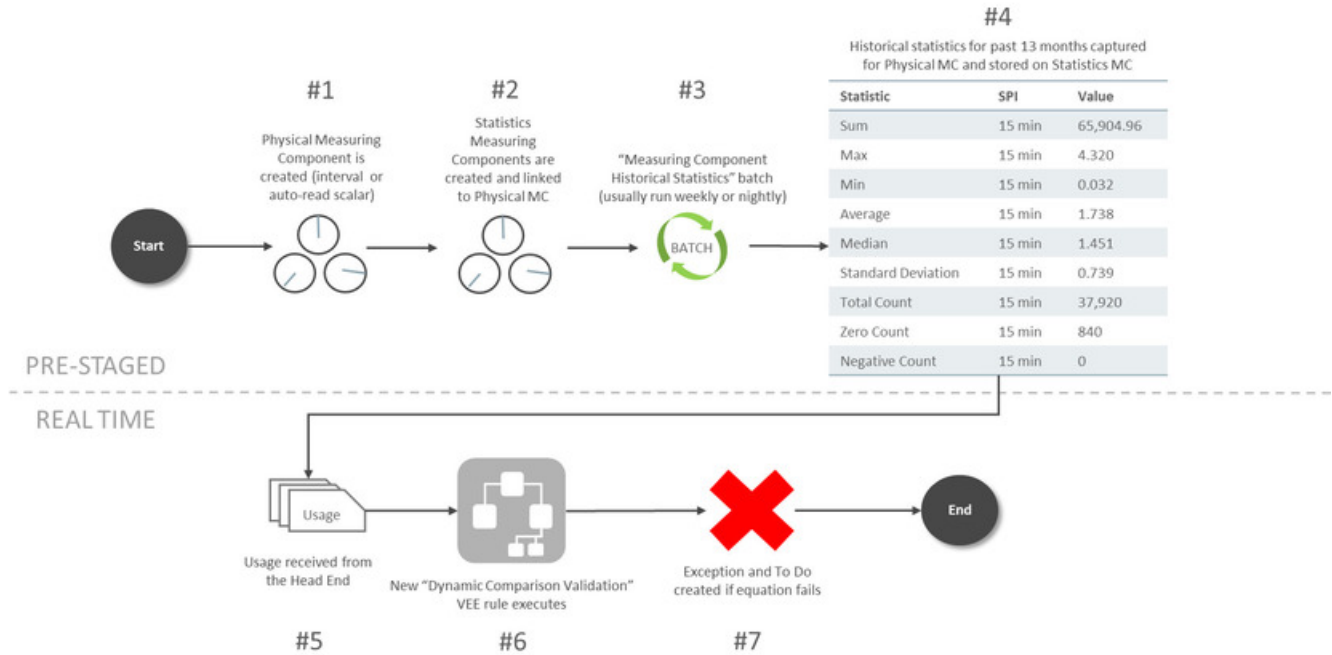 #4
Historical statistics for past 13 months captured
for Physical MC and stored on Statistics MC
#1
Physical Measuring
Component is
created (interval or
auto-read scalar)
#2
Statistics
Measuring
Components are
created and linked
to Physical MC
#3
“Measuring Component
Historical Statistics” batch
(usually run weekly or nightly)
Start
BATCH
Statistic SPI Value
Sum 15 min 65,904.96
Max 15 min 4.320
Min 15 min 0.032
Average 15 min 1.738
Median 15 min 1.451
Standard Deviation 15 min 0.739
Total Count 15 min 37,920
Zero Count 15 min 840
Negative Count 15 min 0
PRE-STAGED
REAL TIME
Usage
End
Usage received from
the Head End
New “Dynamic Comparison Validation”
VEE rule executes
Exception and To Do
created if equation fails
#5
#6
#7